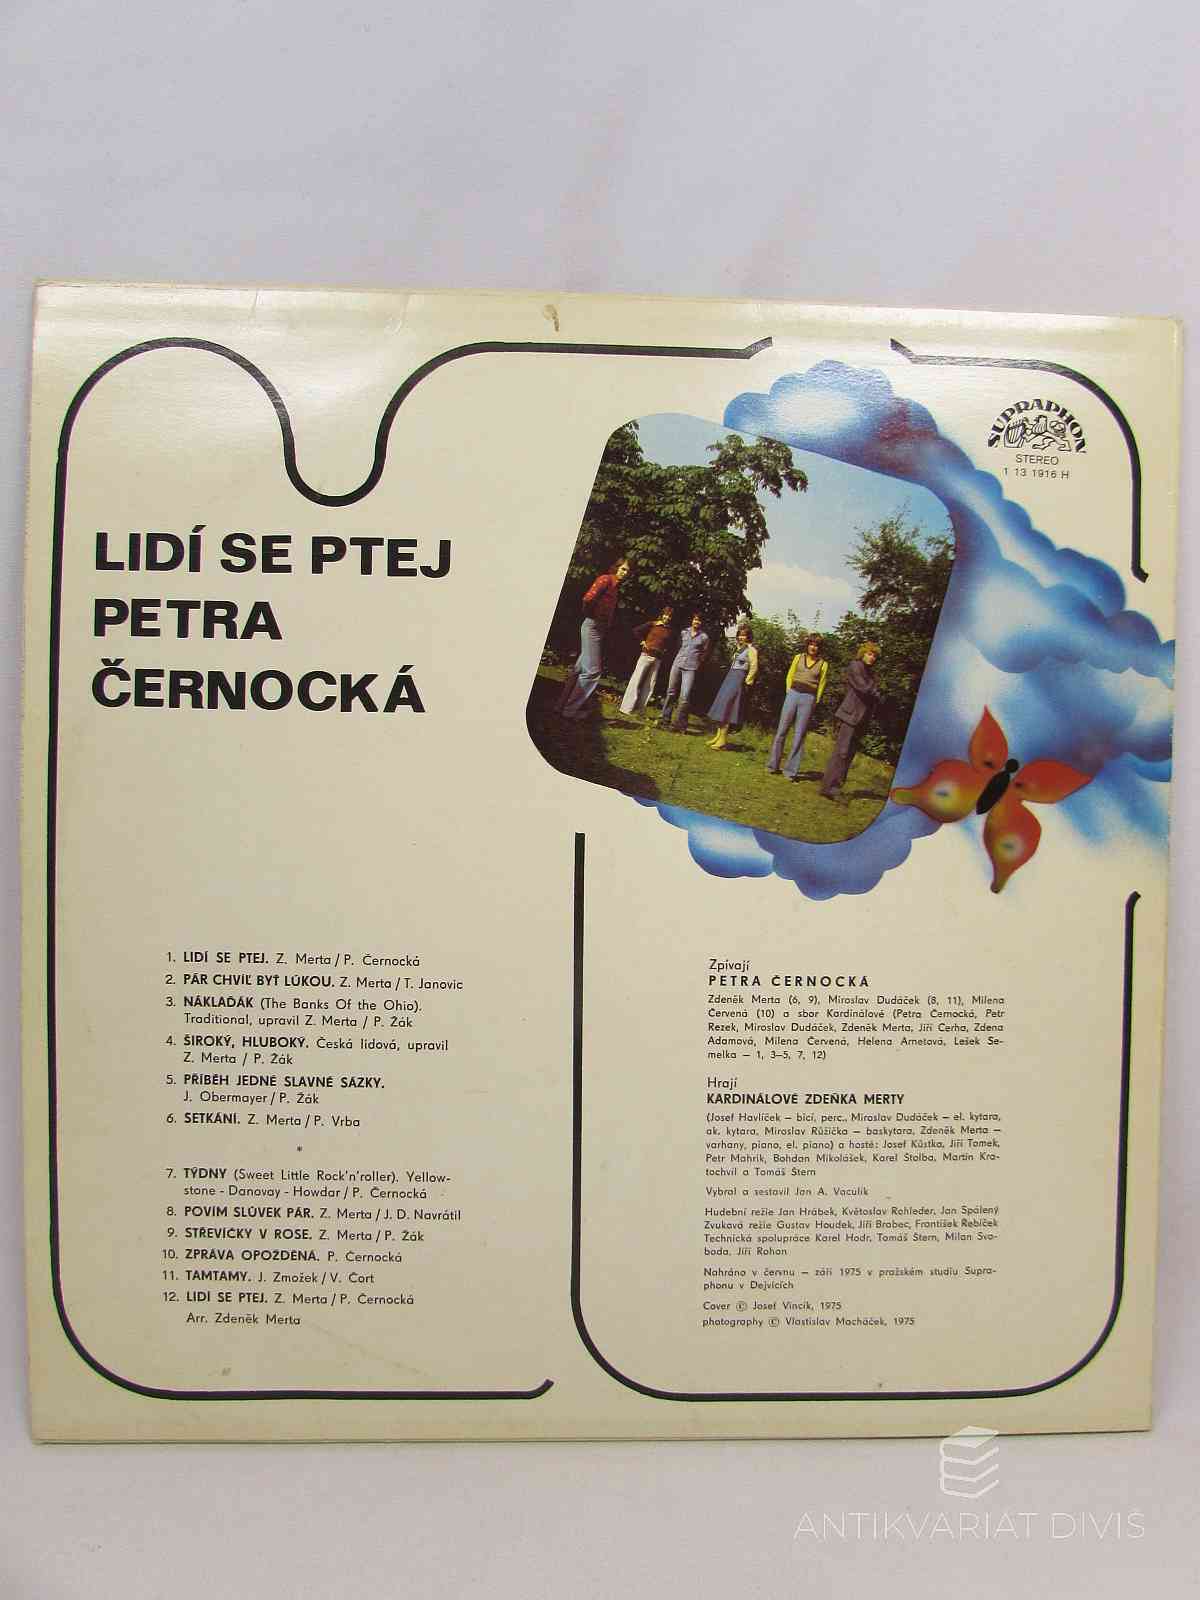 SUPRAPHON
STEREO
1 13 1916 H
LIDÍ SE PTEJ
PETRA
ČERNOCKÁ
1. LIDÍ SE PTEJ. Z. Merta / P. Černocká
2. PÁR CHVIĽ BYŤ LÚKOU. Z. Merta / T. Janovic
3. NÁKLAĎÁK (The Banks Of the Ohio).
Traditional, upravil Z. Merta / P. Žák
4. ŠIROKÝ, HLUBOKÝ. Česká lidová, upravil
Z. Merta / P. Žák
5. PŘÍBĚH JEDNÉ SLAVNÉ SÁZKY.
J. Obermayer / P. Žák
6. SETKÁNÍ. Z. Merta / P. Vrba
*
7. TÝDNY (Sweet Little Rock'n'roller). Yellow-
stone - Danovay - Howdar / P. Černocká
8. POVÍM SLŮVEK PÁR. Z. Merta / J. D. Navrátil
9. STŘEVÍČKY V ROSE. Z. Merta / P. Žák
10. ZPRÁVA OPOŽDĚNÁ. P. Černocká
11. TAMTAMY. J. Zmožek / V. Čort
12. LIDÍ SE PTEJ. Z. Merta / P. Černocká
Arr. Zdeněk Merta
Zpívají
PETRA ČERNOCKÁ
Zdeněk Merta (6, 9), Miroslav Dudáček (8, 11), Milena
Červená (10) a sbor Kardinálové (Petra Černocká, Petr
Rezek, Miroslav Dudáček, Zdeněk Merta, Jiří Cerha, Zdena
Adamová, Milena Červená, Helena Arnetová, Lešek Se-
melka – 1, 3–5, 7, 12)
Hrají
KARDINÁLOVÉ ZDEŇKA MERTY
(Josef Havlíček – bicí, perc., Miroslav Dudáček – el. kytara,
ak. kytara, Miroslav Růžička – baskytara, Zdeněk Merta –
varhany, piano, el. piano) a hosté: Josef Kůstka, Jiří Tomek,
Petr Mahrík, Bohdan Mikolášek, Karel Štolba, Martin Kra-
tochvíl a Tomáš Štern
Vybral a sestavil Jan A. Vaculík
Hudební režie Jan Hrábek, Květoslav Rohleder, Jan Spálený
Zvuková režie Gustav Houdek, Jiří Brabec, František Řebíček
Technická spolupráce Karel Hodr, Tomáš Štern, Milan Svo-
boda, Jiří Rohan
Nahráno v červnu – září 1975 v pražském studiu Supra-
phonu v Dejvicích
Cover © Josef Vincík, 1975
photography © Vlastislav Macháček, 1975
ANTIKVARIÁT DIVIŠ